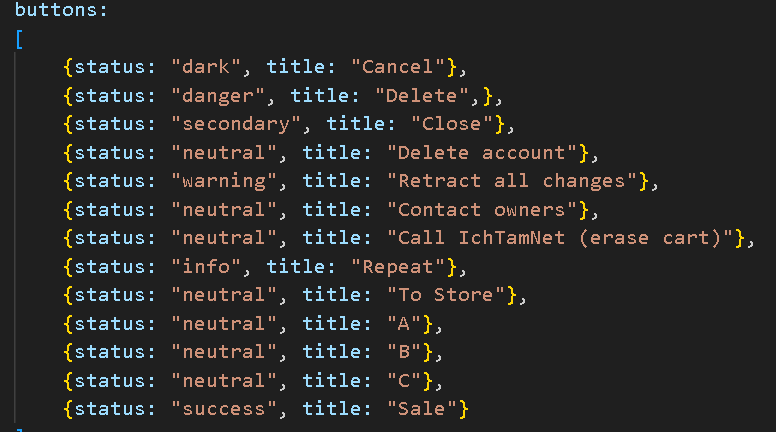 buttons:
[
{status: "dark", title: "Cancel"},
{status: "danger", title: "Delete",},
{status: "secondary", title: "Close"},
{status: "neutral", title: "Delete account"},
{status: "warning", title: "Retract all changes"},
{status: "neutral", title: "Contact owners"},
{status: "neutral", title: "Call IchTamNet (erase cart)"},
{status: "info", title: "Repeat"},
{status: "neutral", title: "To Store"},
{status: "neutral", title: "A"},
{status: "neutral", title: "B"},
{status: "neutral", title: "C"},
{status: "success", title: "Sale"}